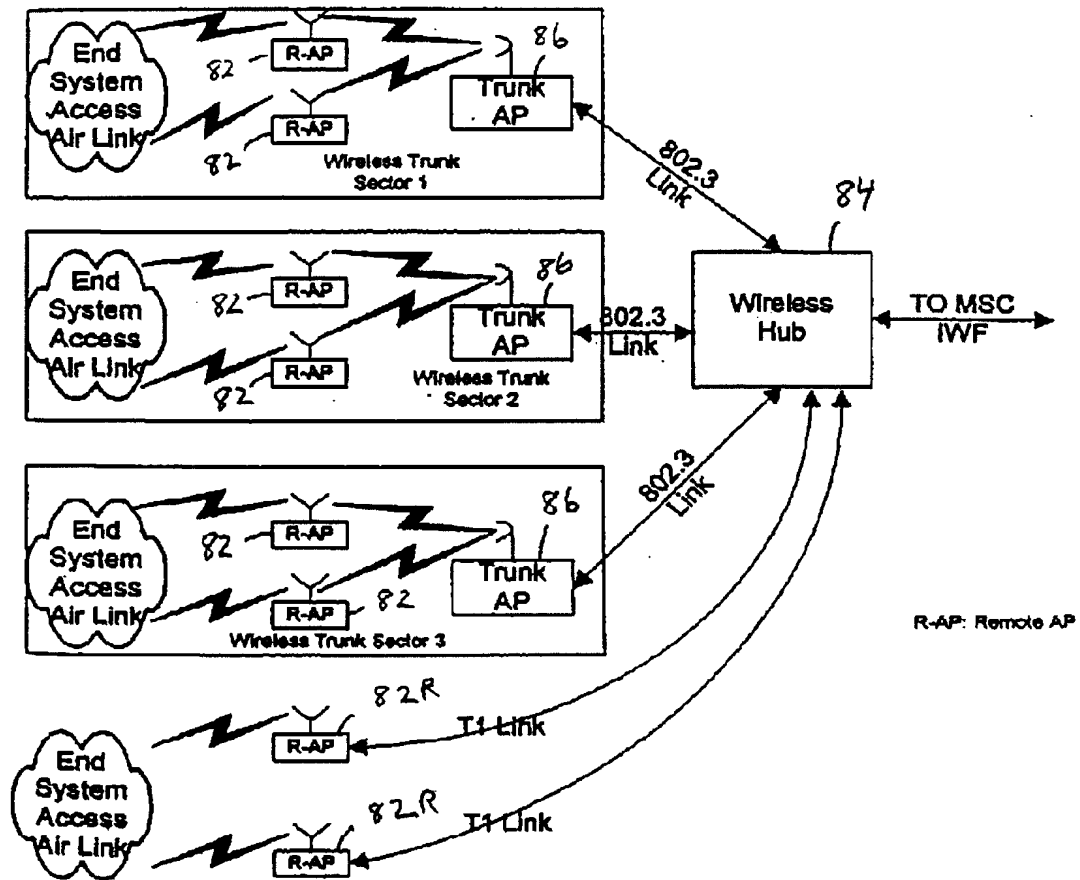 End
System
Access
Air Link
82
R-AP
82
R-AP
Wireless Trunk
Sector 1
86
Trunk
AP
802.3
Link
End
System
Access
Air Link
R-AP
82
R-AP
82
86
Trunk
AP
Wireless Trunk
Sector 2
802.3
Link
84
Wireless
Hub
TO MSC
IWF
End
System
Access
Air Link
R-AP
82
R-AP
82
86
Trunk
AP
Wireless Trunk Sector 3
802.3
Link
R-AP: Remote AP
End
System
Access
Air Link
82R
R-AP
T1 Link
82R
R-AP
T1 Link